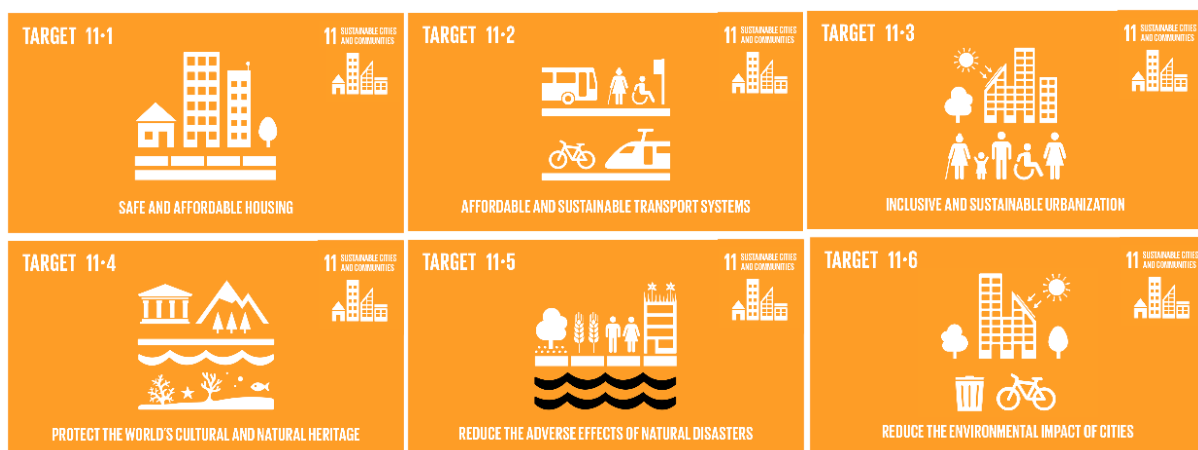 TARGET 11·1
11 SUSTAINABLE CITIES
AND COMMUNITIES
SAFE AND AFFORDABLE HOUSING
TARGET 11·2
11 SUSTAINABLE CITIES
AND COMMUNITIES
AFFORDABLE AND SUSTAINABLE TRANSPORT SYSTEMS
TARGET 11·3
11 SUSTAINABLE CITIES
AND COMMUNITIES
INCLUSIVE AND SUSTAINABLE URBANIZATION
TARGET 11·4
11 SUSTAINABLE CITIES
AND COMMUNITIES
PROTECT THE WORLD'S CULTURAL AND NATURAL HERITAGE
TARGET 11·5
11 SUSTAINABLE CITIES
AND COMMUNITIES
REDUCE THE ADVERSE EFFECTS OF NATURAL DISASTERS
TARGET 11·6
11 SUSTAINABLE CITIES
AND COMMUNITIES
REDUCE THE ENVIRONMENTAL IMPACT OF CITIES